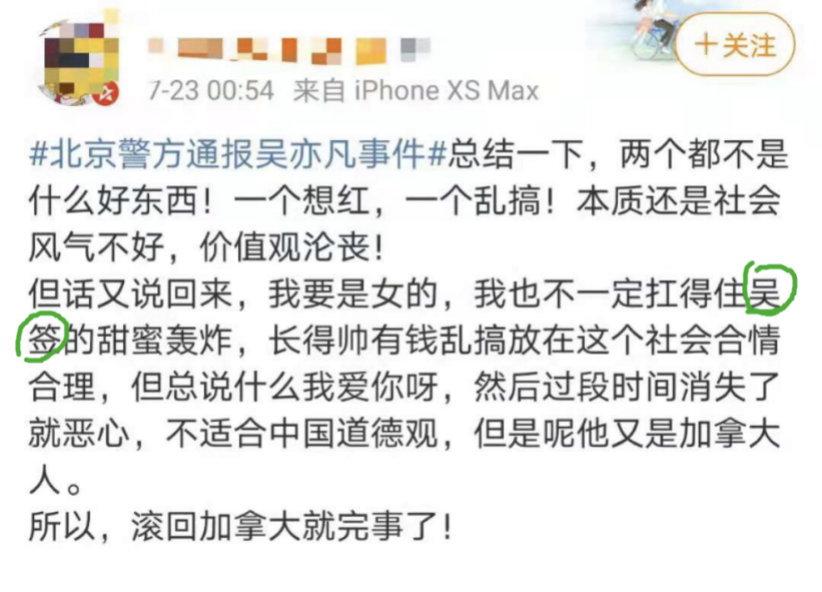 +关注
7-23 00:54 来自 iPhone XS Max
#北京警方通报吴亦凡事件#总结一下，两个都不是
什么好东西！一个想红，一个乱搞！本质还是社会
风气不好，价值观沦丧！
但话又说回来，我要是女的，我也不一定扛得住吴
签的甜蜜轰炸，长得帅有钱乱搞放在这个社会合情
合理，但总说什么我爱你呀，然后过段时间消失了
就恶心，不适合中国道德观，但是呢他又是加拿大
人。
所以，滚回加拿大就完事了！